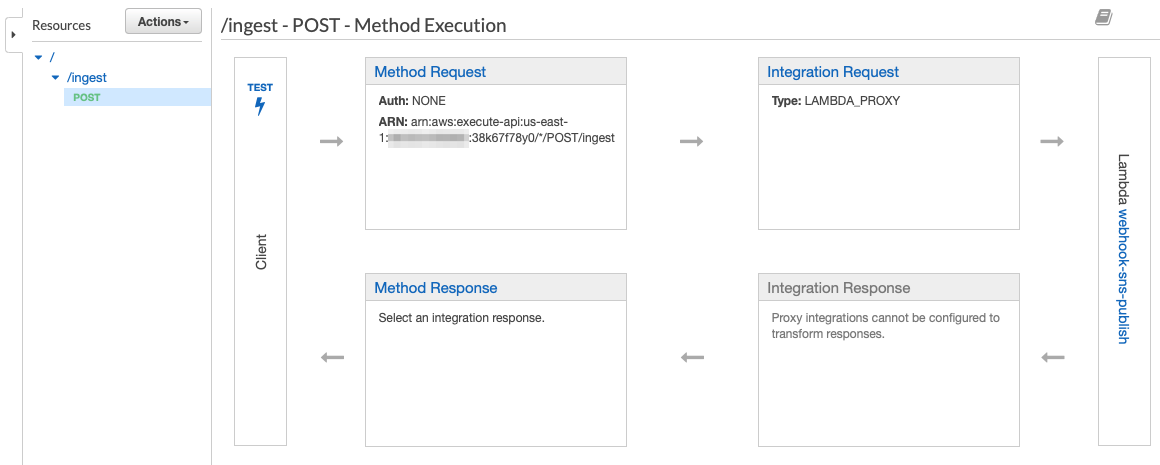 Resources
Actions
/
/ingest
POST
/ingest - POST - Method Execution
TEST
Client
Method Request
Auth: NONE
ARN: arn:aws:execute-api:us-east-
1::38k67f78y0/*/POST/ingest
Integration Request
Type: LAMBDA_PROXY
Lambda webhook-sns-publish
Method Response
Select an integration response.
Integration Response
Proxy integrations cannot be configured to
transform responses.